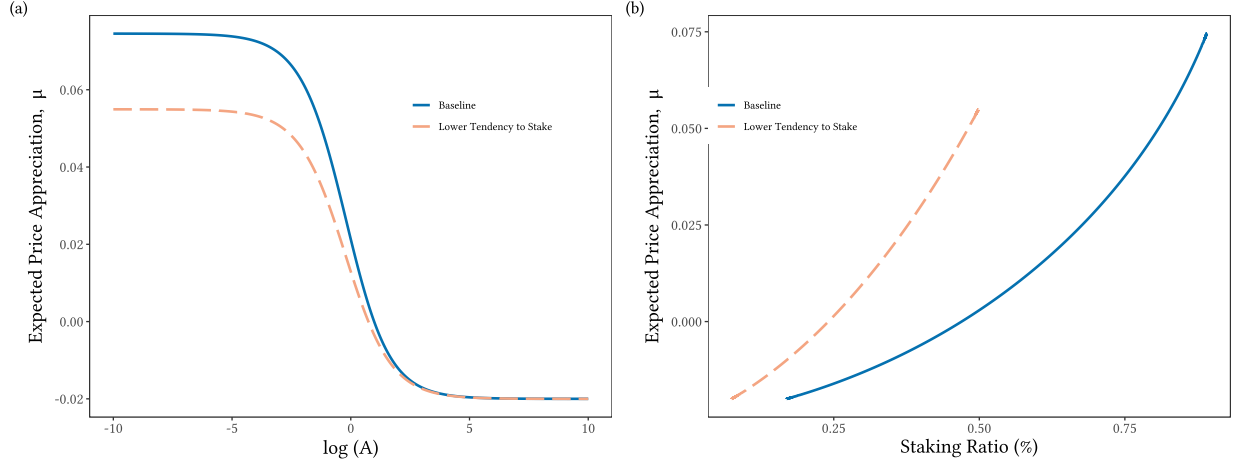 (a)
Expected Price Appreciation, μ
0.06
0.04
0.02
0.00
-0.02
-10
-5
0
5
10
log (A)
Baseline
Lower Tendency to Stake
(b)
Expected Price Appreciation, μ
0.075
0.050
0.025
0.000
0.25
0.50
0.75
Staking Ratio (%)
Baseline
Lower Tendency to Stake